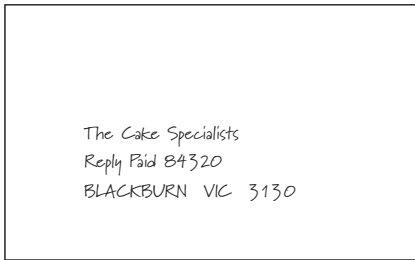 The Cake Specialists
Reply Paid 84320
BLACKBURN VIC 3130